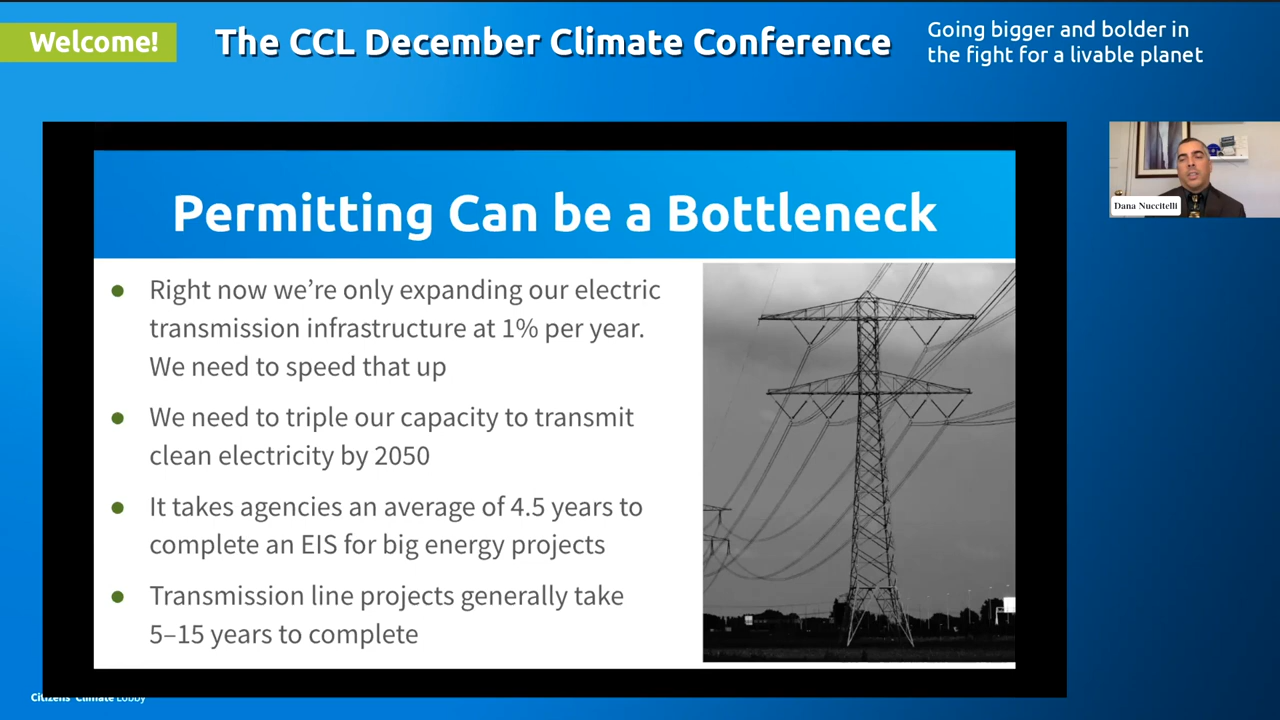 Welcome!
The CCL December Climate Conference
Going bigger and bolder in
the fight for a livable planet
Permitting Can be a Bottleneck
● Right now we’re only expanding our electric
transmission infrastructure at 1% per year.
We need to speed that up
● We need to triple our capacity to transmit
clean electricity by 2050
● It takes agencies an average of 4.5 years to
complete an EIS for big energy projects
● Transmission line projects generally take
5–15 years to complete
Dana Nuccitelli
Citizens' Climate Lobby